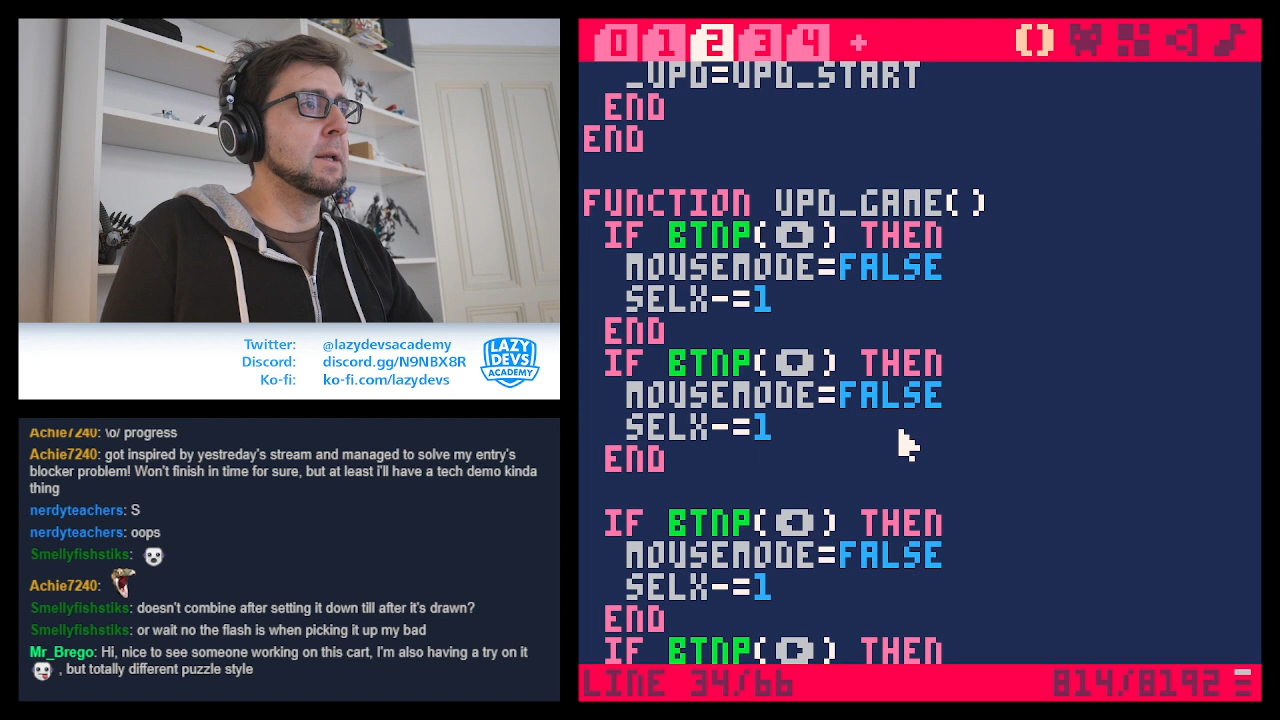 Twitter: @lazydevsacademy
Discord: discord.gg/N9NBX8R
Ko-fi: ko-fi.com/lazydevs
LAZY
DEVS
ACADEMY
Achie7240: \o/ progress
Achie7240: got inspired by yestreday's stream and managed to solve my entry's
blocker problem! Won't finish in time for sure, but at least i'll have a tech demo kinda
thing
nerdyteachers: S
nerdyteachers: oops
Smellyfishstiks:
Achie7240:
Smellyfishstiks: doesn't combine after setting it down till after it's drawn?
Smellyfishstiks: or wait no the flash is when picking it up my bad
Mr_Brego: Hi, nice to see someone working on this cart, I'm also having a try on it
, but totally different puzzle style
0 1 2 3 4 +
_UPD=UPD_START
END
END
FUNCTION UPD_GAME()
IF BTNP(⬆️) THEN
MOUSEMODE=FALSE
SELX-=1
END
IF BTNP(⬇️) THEN
MOUSEMODE=FALSE
SELX-=1
END
IF BTNP(⬅️) THEN
MOUSEMODE=FALSE
SELX-=1
END
IF BTNP(➡️) THEN
LINE 34/66 814/8192